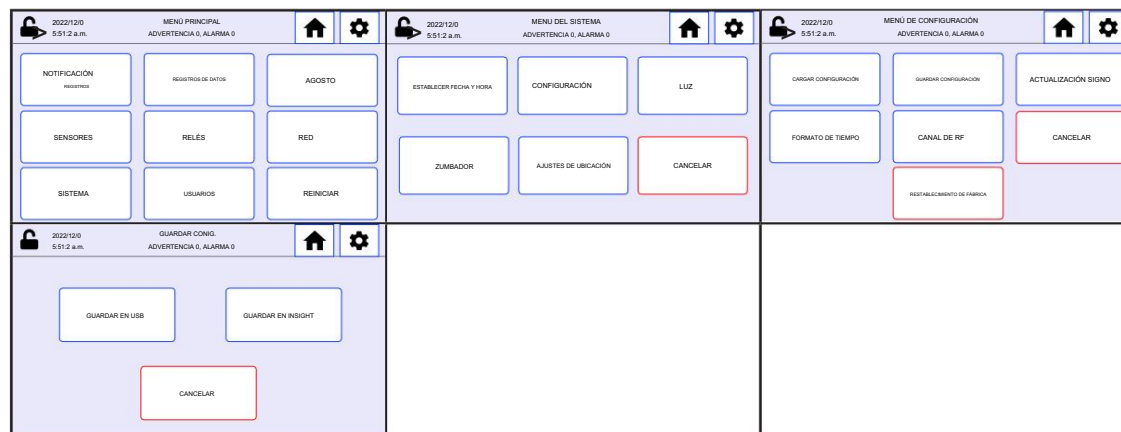 2022/12/0
5:51:2 a.m.
MENÚ PRINCIPAL
ADVERTENCIA 0, ALARMA 0
NOTIFICACIÓN
REGISTROS
REGISTROS DE DATOS
AGOSTO
SENSORES
RELÉS
RED
SISTEMA
USUARIOS
REINICIAR
2022/12/0
5:51:2 a.m.
MENU DEL SISTEMA
ADVERTENCIA 0, ALARMA 0
ESTABLECER FECHA Y HORA
CONFIGURACIÓN
LUZ
ZUMBADOR
AJUSTES DE UBICACIÓN
CANCELAR
2022/12/0
5:51:2 a.m.
MENÚ DE CONFIGURACIÓN
ADVERTENCIA 0, ALARMA 0
CARGAR CONFIGURACIÓN
GUARDAR CONFIGURACIÓN
ACTUALIZACIÓN SIGNO
FORMATO DE TIEMPO
CANAL DE RF
CANCELAR
RESTABLECIMIENTO DE FÁBRICA
2022/12/0
5:51:2 a.m.
GUARDAR CONIG.
ADVERTENCIA 0, ALARMA 0
GUARDAR EN USB
GUARDAR EN INSIGHT
CANCELAR